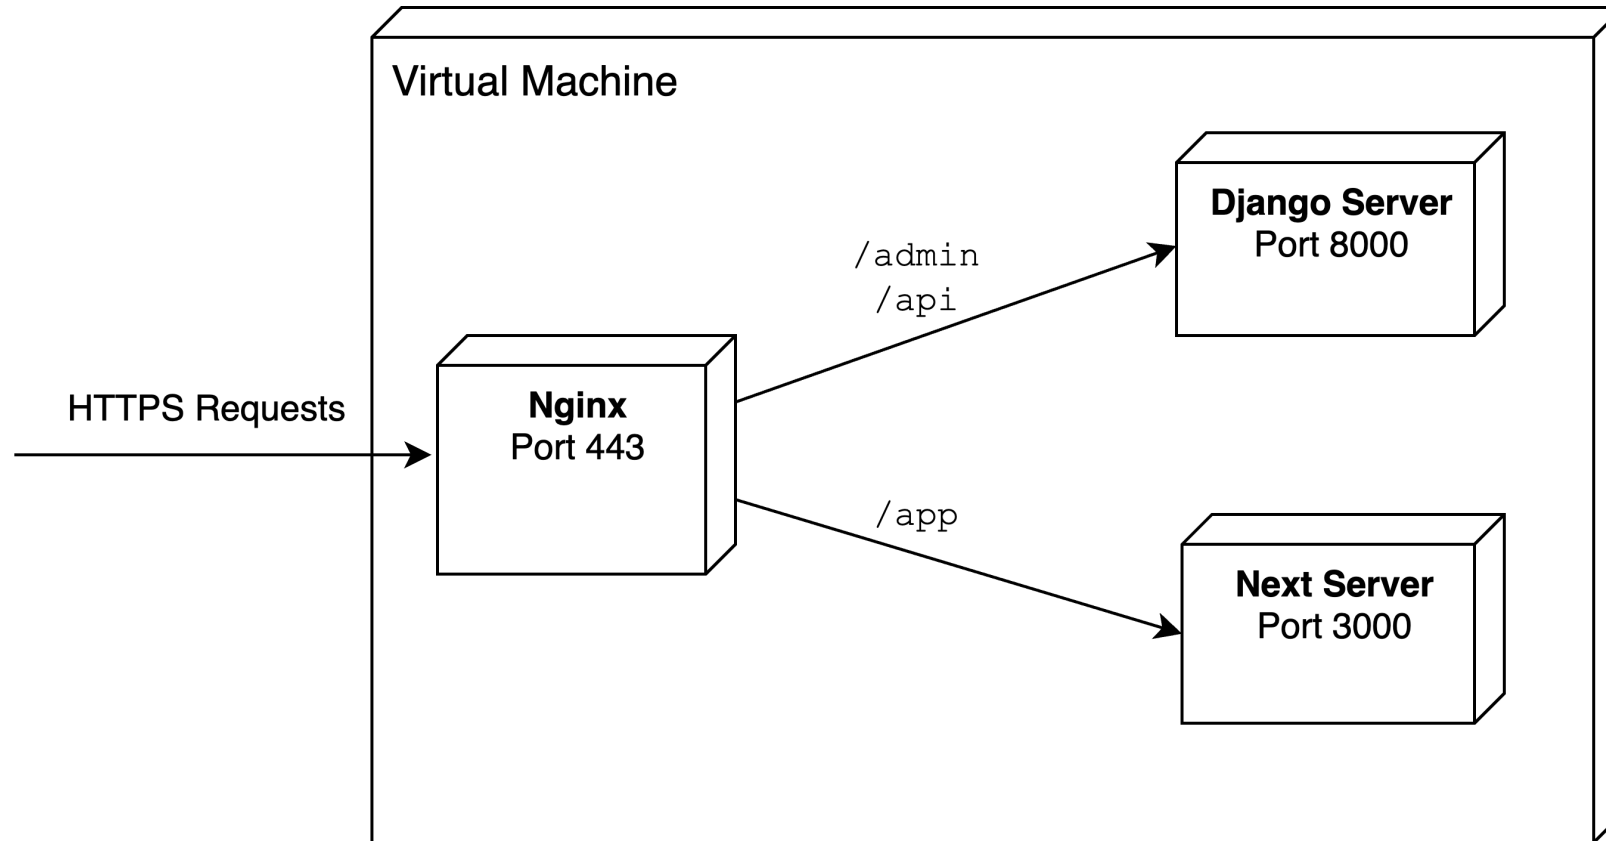 Virtual Machine
Django Server
Port 8000
/admin
/api
HTTPS Requests
Nginx
Port 443
/app
Next Server
Port 3000